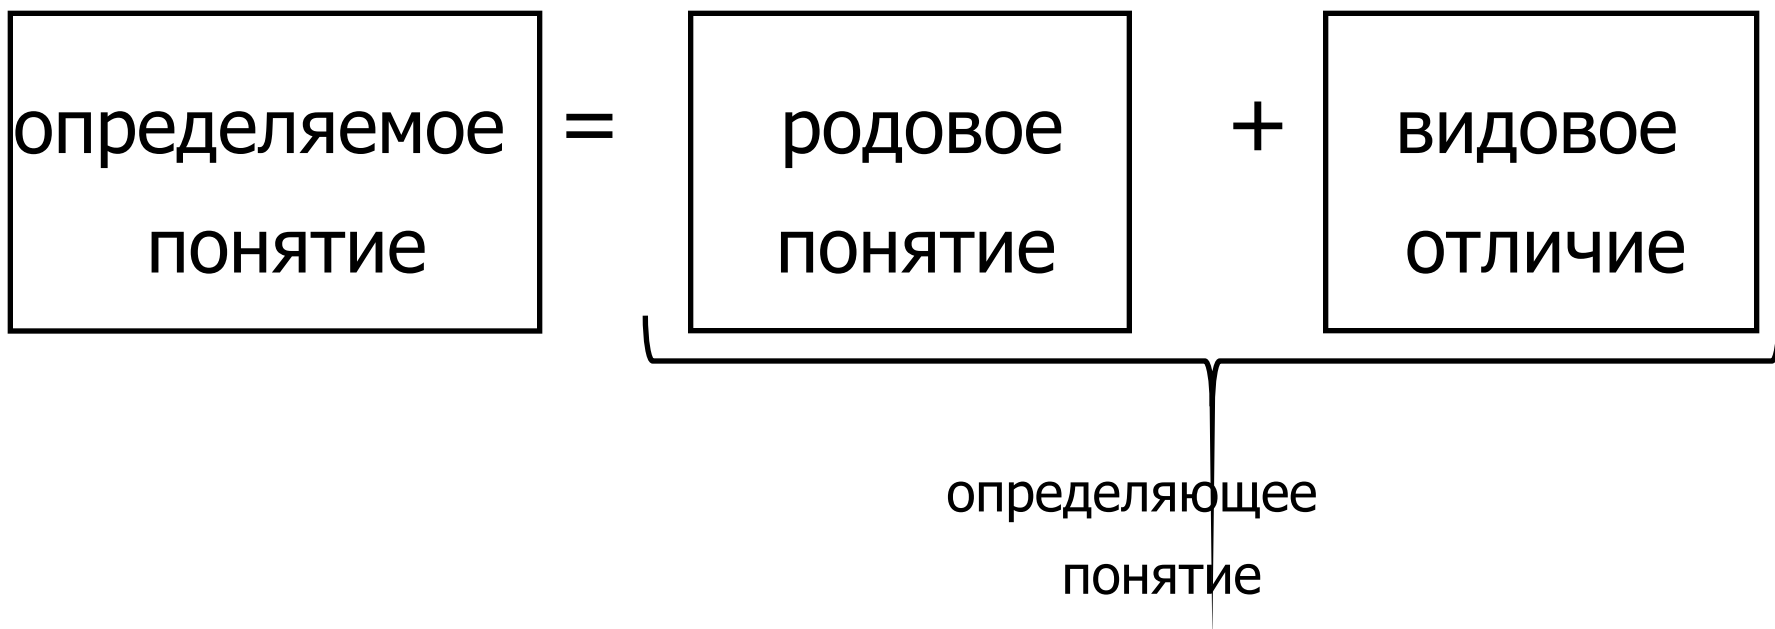 определяемое = родовое + видовое
понятие понятие отличие
определяющее
понятие